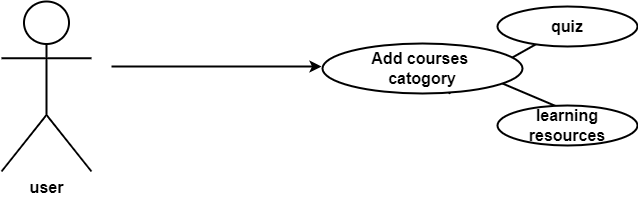 quiz
Add courses
catogory
learning
resources
user